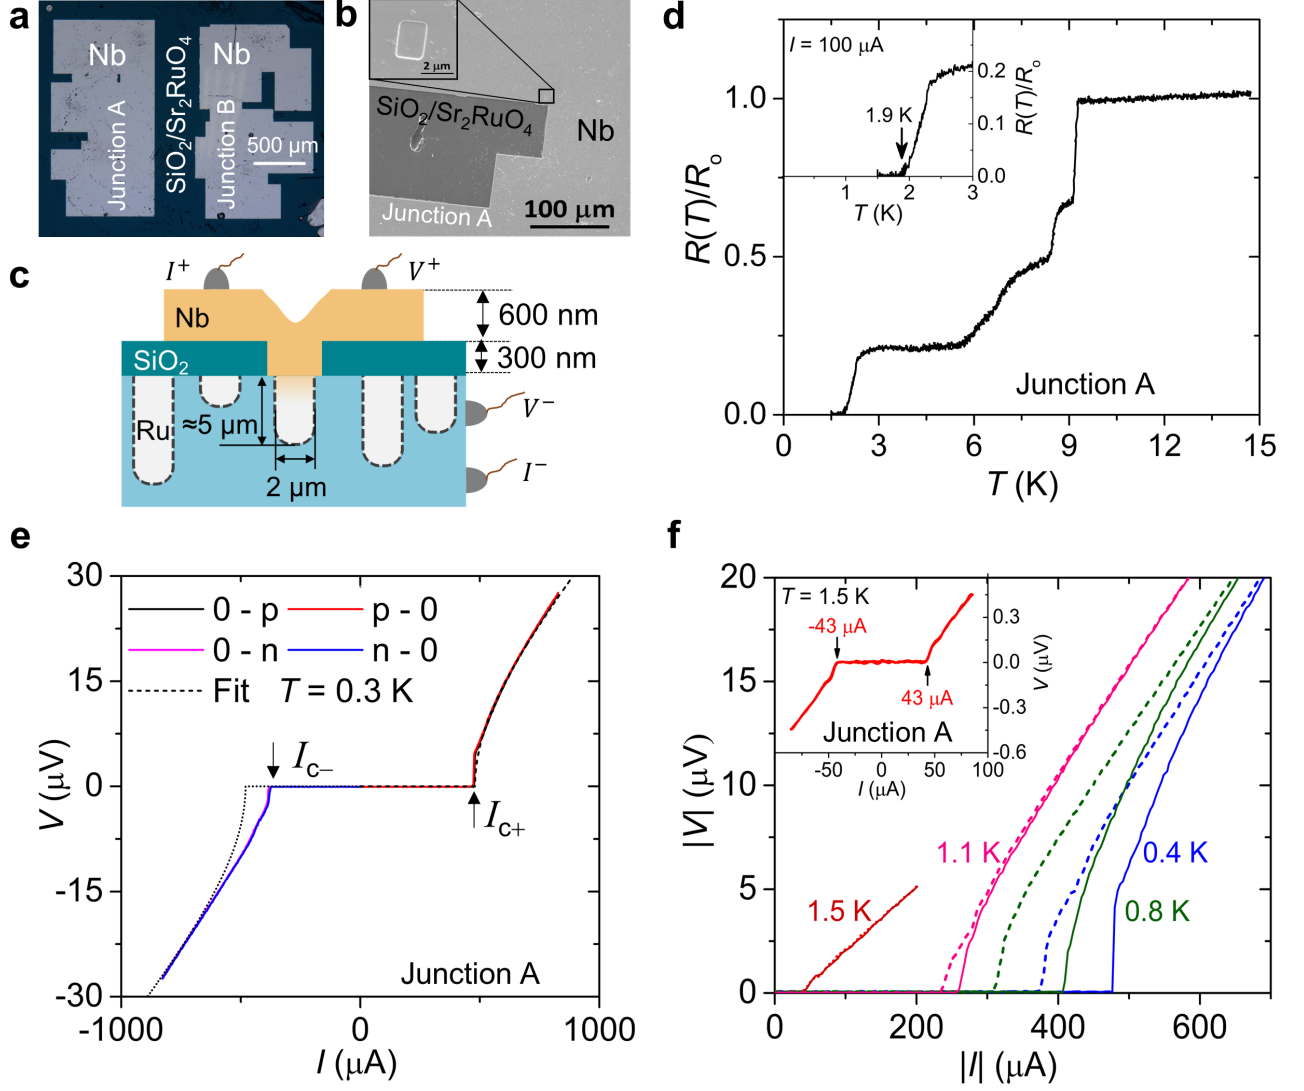 a
Nb
Junction A
SiO₂/Sr₂RuO₄
Nb
Junction B
500 µm
b
2 µm
SiO₂/Sr₂RuO₄
Nb
Junction A
100 µm
c
I⁺
V⁺
Nb
600 nm
SiO₂
300 nm
Ru
≈5 µm
2 µm
V⁻
I⁻
d
I = 100 µA
1.9 K
0.2
0.1
0.0
R(T)/Rₒ
1
2
3
T (K)
1.0
0.5
0.0
R(T)/Rₒ
Junction A
0
3
6
9
12
15
T (K)
e
30
15
0
-15
-30
V (µV)
0 - p
p - 0
0 - n
n - 0
Fit T = 0.3 K
I꜀₋
I꜀₊
Junction A
-1000
0
1000
I (µA)
f
20
15
10
5
0
|V| (µV)
T = 1.5 K
-43 µA
43 µA
Junction A
0.3
0.0
-0.3
-0.6
V (µV)
-50
0
50
100
I (µA)
1.1 K
0.4 K
1.5 K
0.8 K
0
200
400
600
|I| (µA)